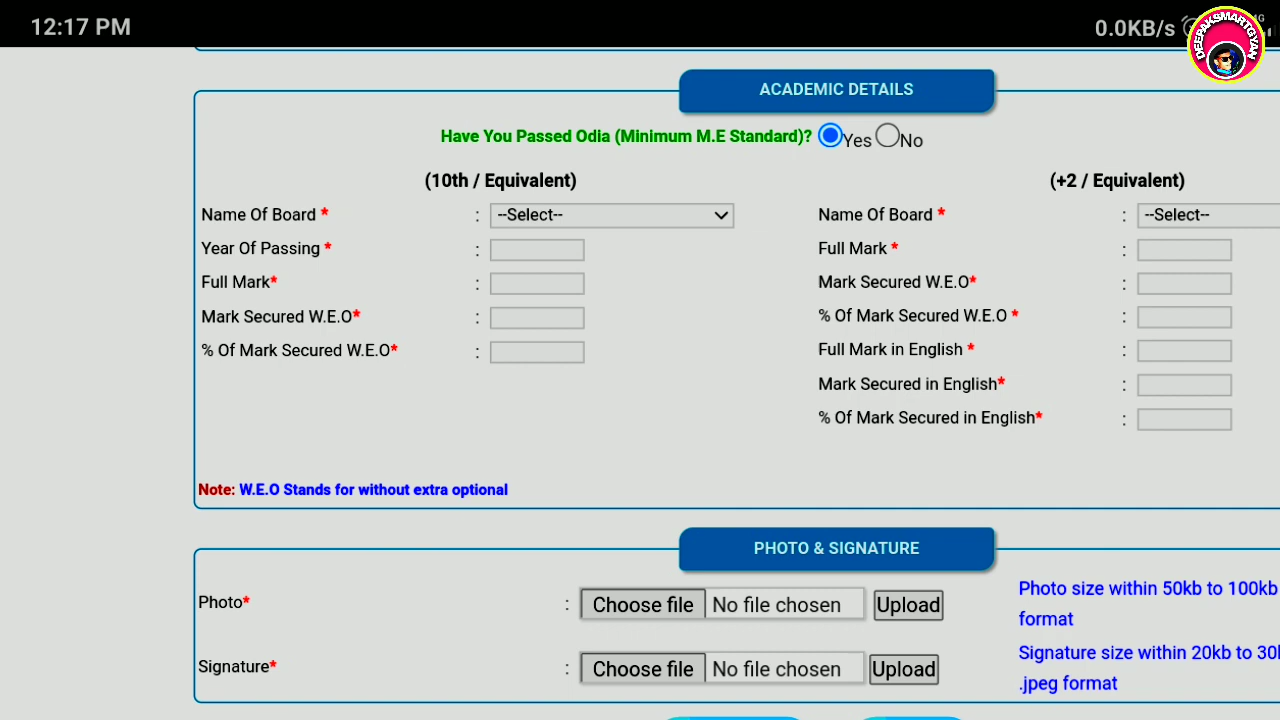 12:17 PM
0.0KB/s
DEEPAKSMARTGYAN
ACADEMIC DETAILS
Have You Passed Odia (Minimum M.E Standard)? Yes No
(10th / Equivalent)
Name Of Board * : --Select--
Year Of Passing * :
Full Mark* :
Mark Secured W.E.O* :
% Of Mark Secured W.E.O* :
(+2 / Equivalent)
Name Of Board * : --Select--
Full Mark * :
Mark Secured W.E.O* :
% Of Mark Secured W.E.O * :
Full Mark in English * :
Mark Secured in English* :
% Of Mark Secured in English* :
Note: W.E.O Stands for without extra optional
PHOTO & SIGNATURE
Photo* : Choose file No file chosen Upload
Photo size within 50kb to 100kb
format
Signature* : Choose file No file chosen Upload
Signature size within 20kb to
.jpeg format